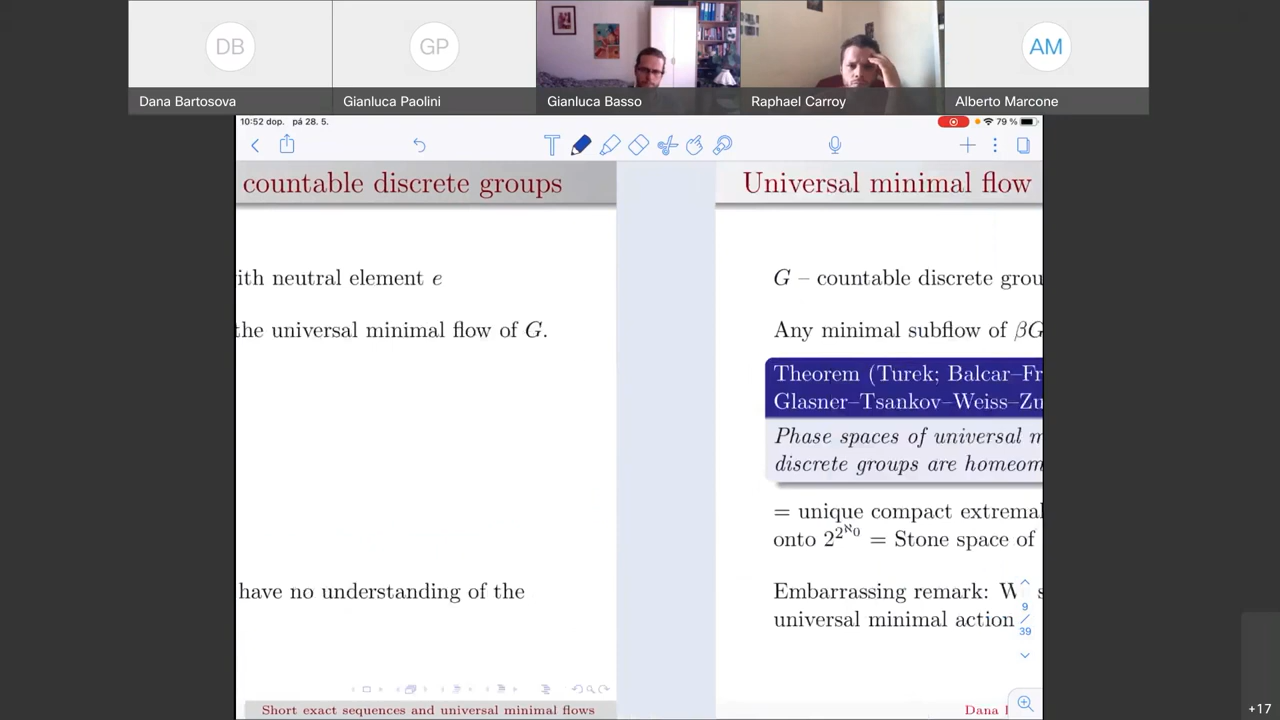 DB
GP
AM
Dana Bartosova
Gianluca Paolini
Gianluca Basso
Raphael Carroy
Alberto Marcone
10:52 dop. pá 28. 5.
79 %
countable discrete groups
ith neutral element e
the universal minimal flow of G.
have no understanding of the
Short exact sequences and universal minimal flows
Universal minimal flow
G – countable discrete grou
Any minimal subflow of βG
Theorem (Turek; Balcar–Fr
Glasner–Tsankov–Weiss–Zu
Phase spaces of universal m
discrete groups are homeom
= unique compact extremal
onto 2^{2^{ℵ_0}} = Stone space of
Embarrassing remark: W s
universal minimal action
9
/
39
Dana
+17